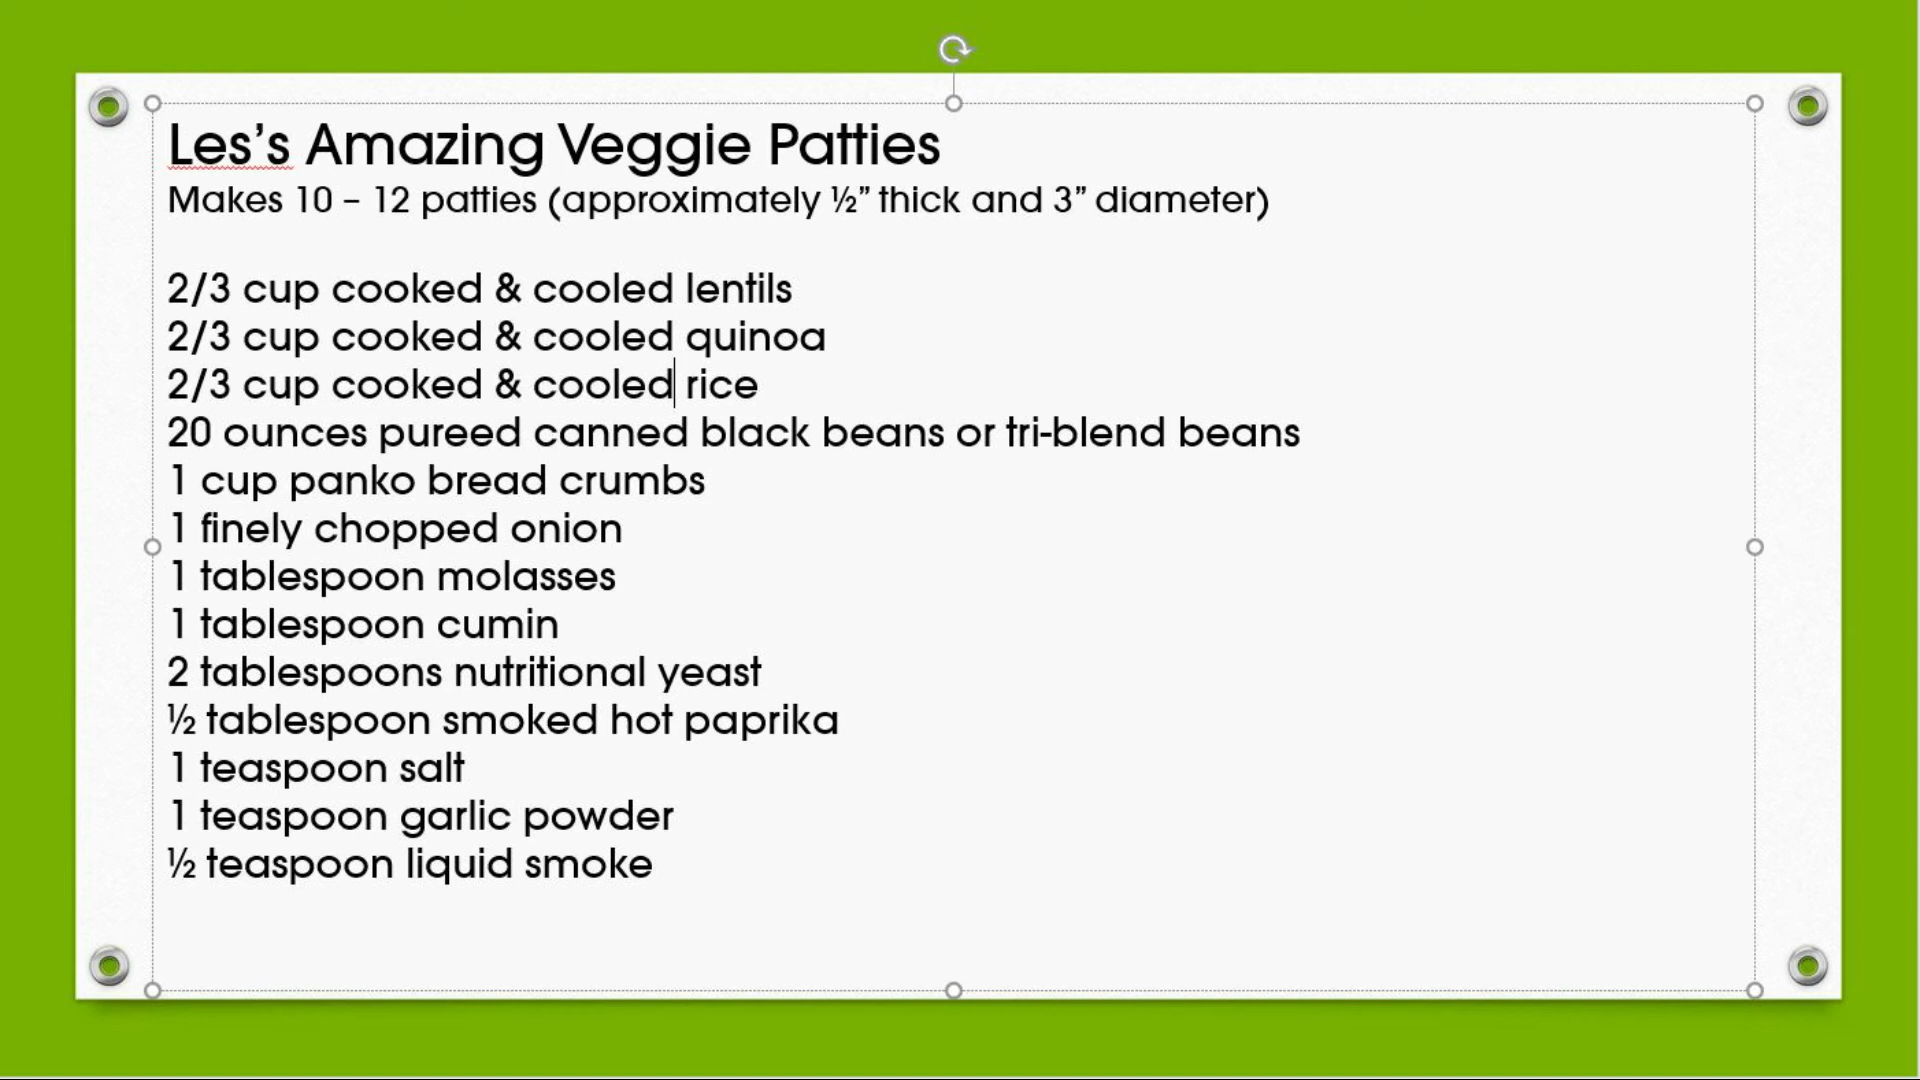 Les’s Amazing Veggie Patties
Makes 10 – 12 patties (approximately ½” thick and 3” diameter)
2/3 cup cooked & cooled lentils
2/3 cup cooked & cooled quinoa
2/3 cup cooked & cooled rice
20 ounces pureed canned black beans or tri-blend beans
1 cup panko bread crumbs
1 finely chopped onion
1 tablespoon molasses
1 tablespoon cumin
2 tablespoons nutritional yeast
½ tablespoon smoked hot paprika
1 teaspoon salt
1 teaspoon garlic powder
½ teaspoon liquid smoke